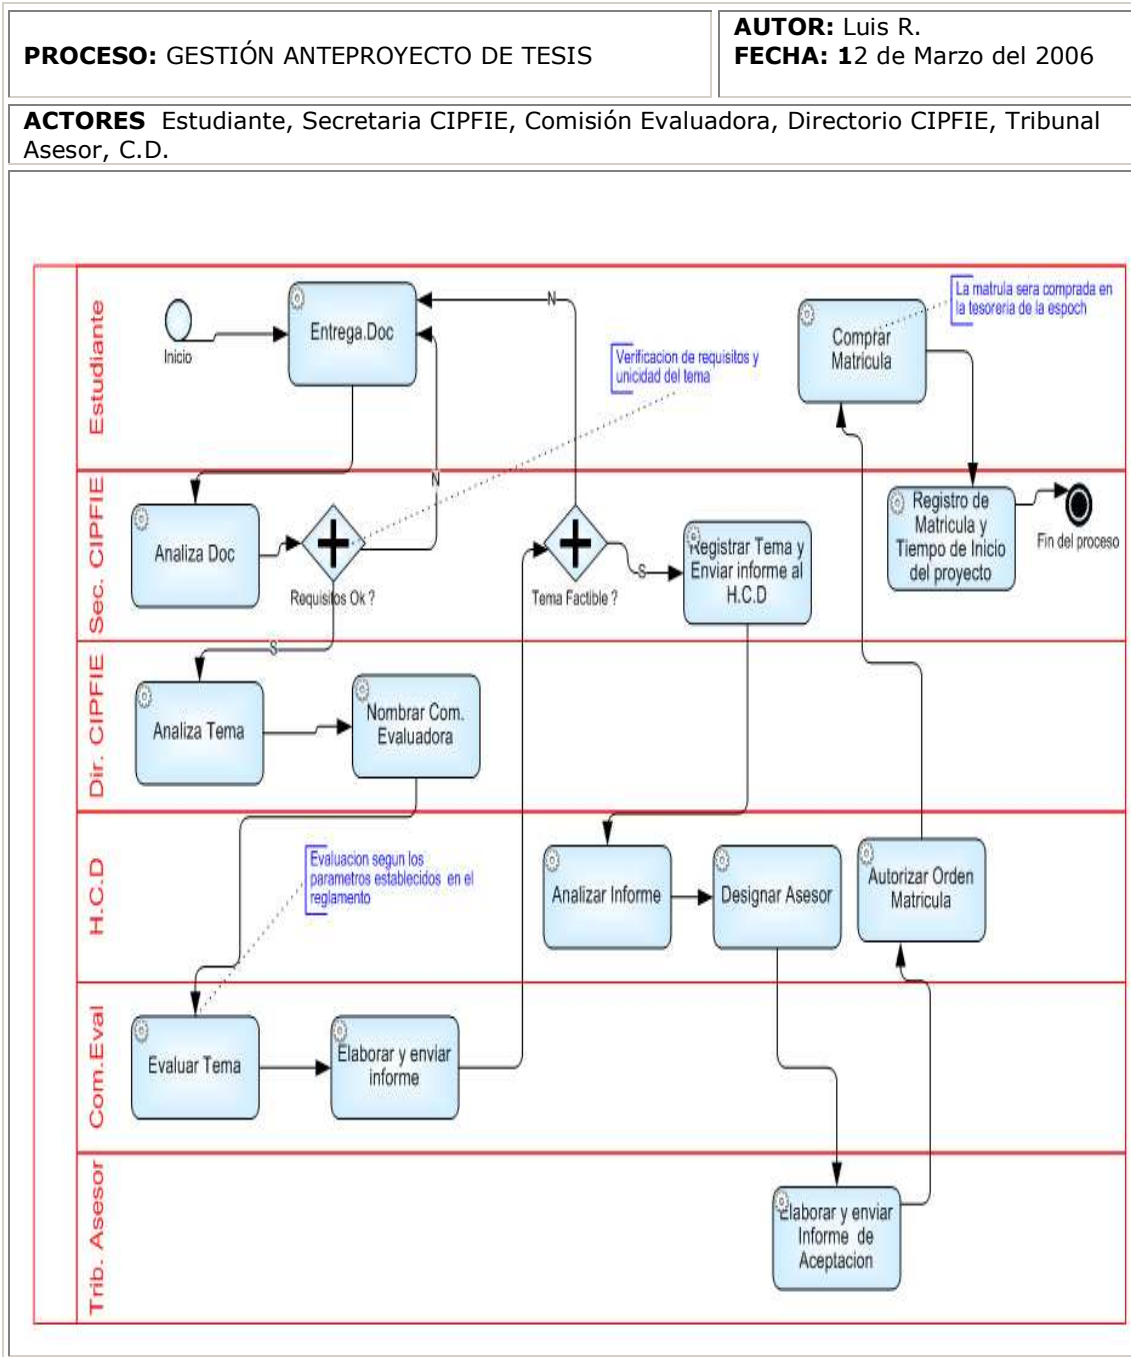 PROCESO: GESTIÓN ANTEPROYECTO DE TESIS
AUTOR: Luis R.
FECHA: 12 de Marzo del 2006
ACTORES Estudiante, Secretaria CIPFIE, Comisión Evaluadora, Directorio CIPFIE, Tribunal
Asesor, C.D.
Estudiante
Inicio
Entrega.Doc
N
Verificacion de requisitos y
unicidad del tema
La matrula sera comprada en
la tesoreria de la espoch
Comprar
Matricula
Sec. CIPFIE
Analiza Doc
Requisitos Ok ?
N
Tema Factible ?
S
Registrar Tema y
Enviar informe al
H.C.D
Registro de
Matricula y
Tiempo de Inicio
del proyecto
Fin del proceso
Dir. CIPFIE
S
Analiza Tema
Nombrar Com.
Evaluadora
H.C.D
Evaluacion segun los
parametros establecidos en el
reglamento
Analizar Informe
Designar Asesor
Autorizar Orden
Matricula
Com.Eval
Evaluar Tema
Elaborar y enviar
informe
Trib. Asesor
Elaborar y enviar
Informe de
Aceptacion